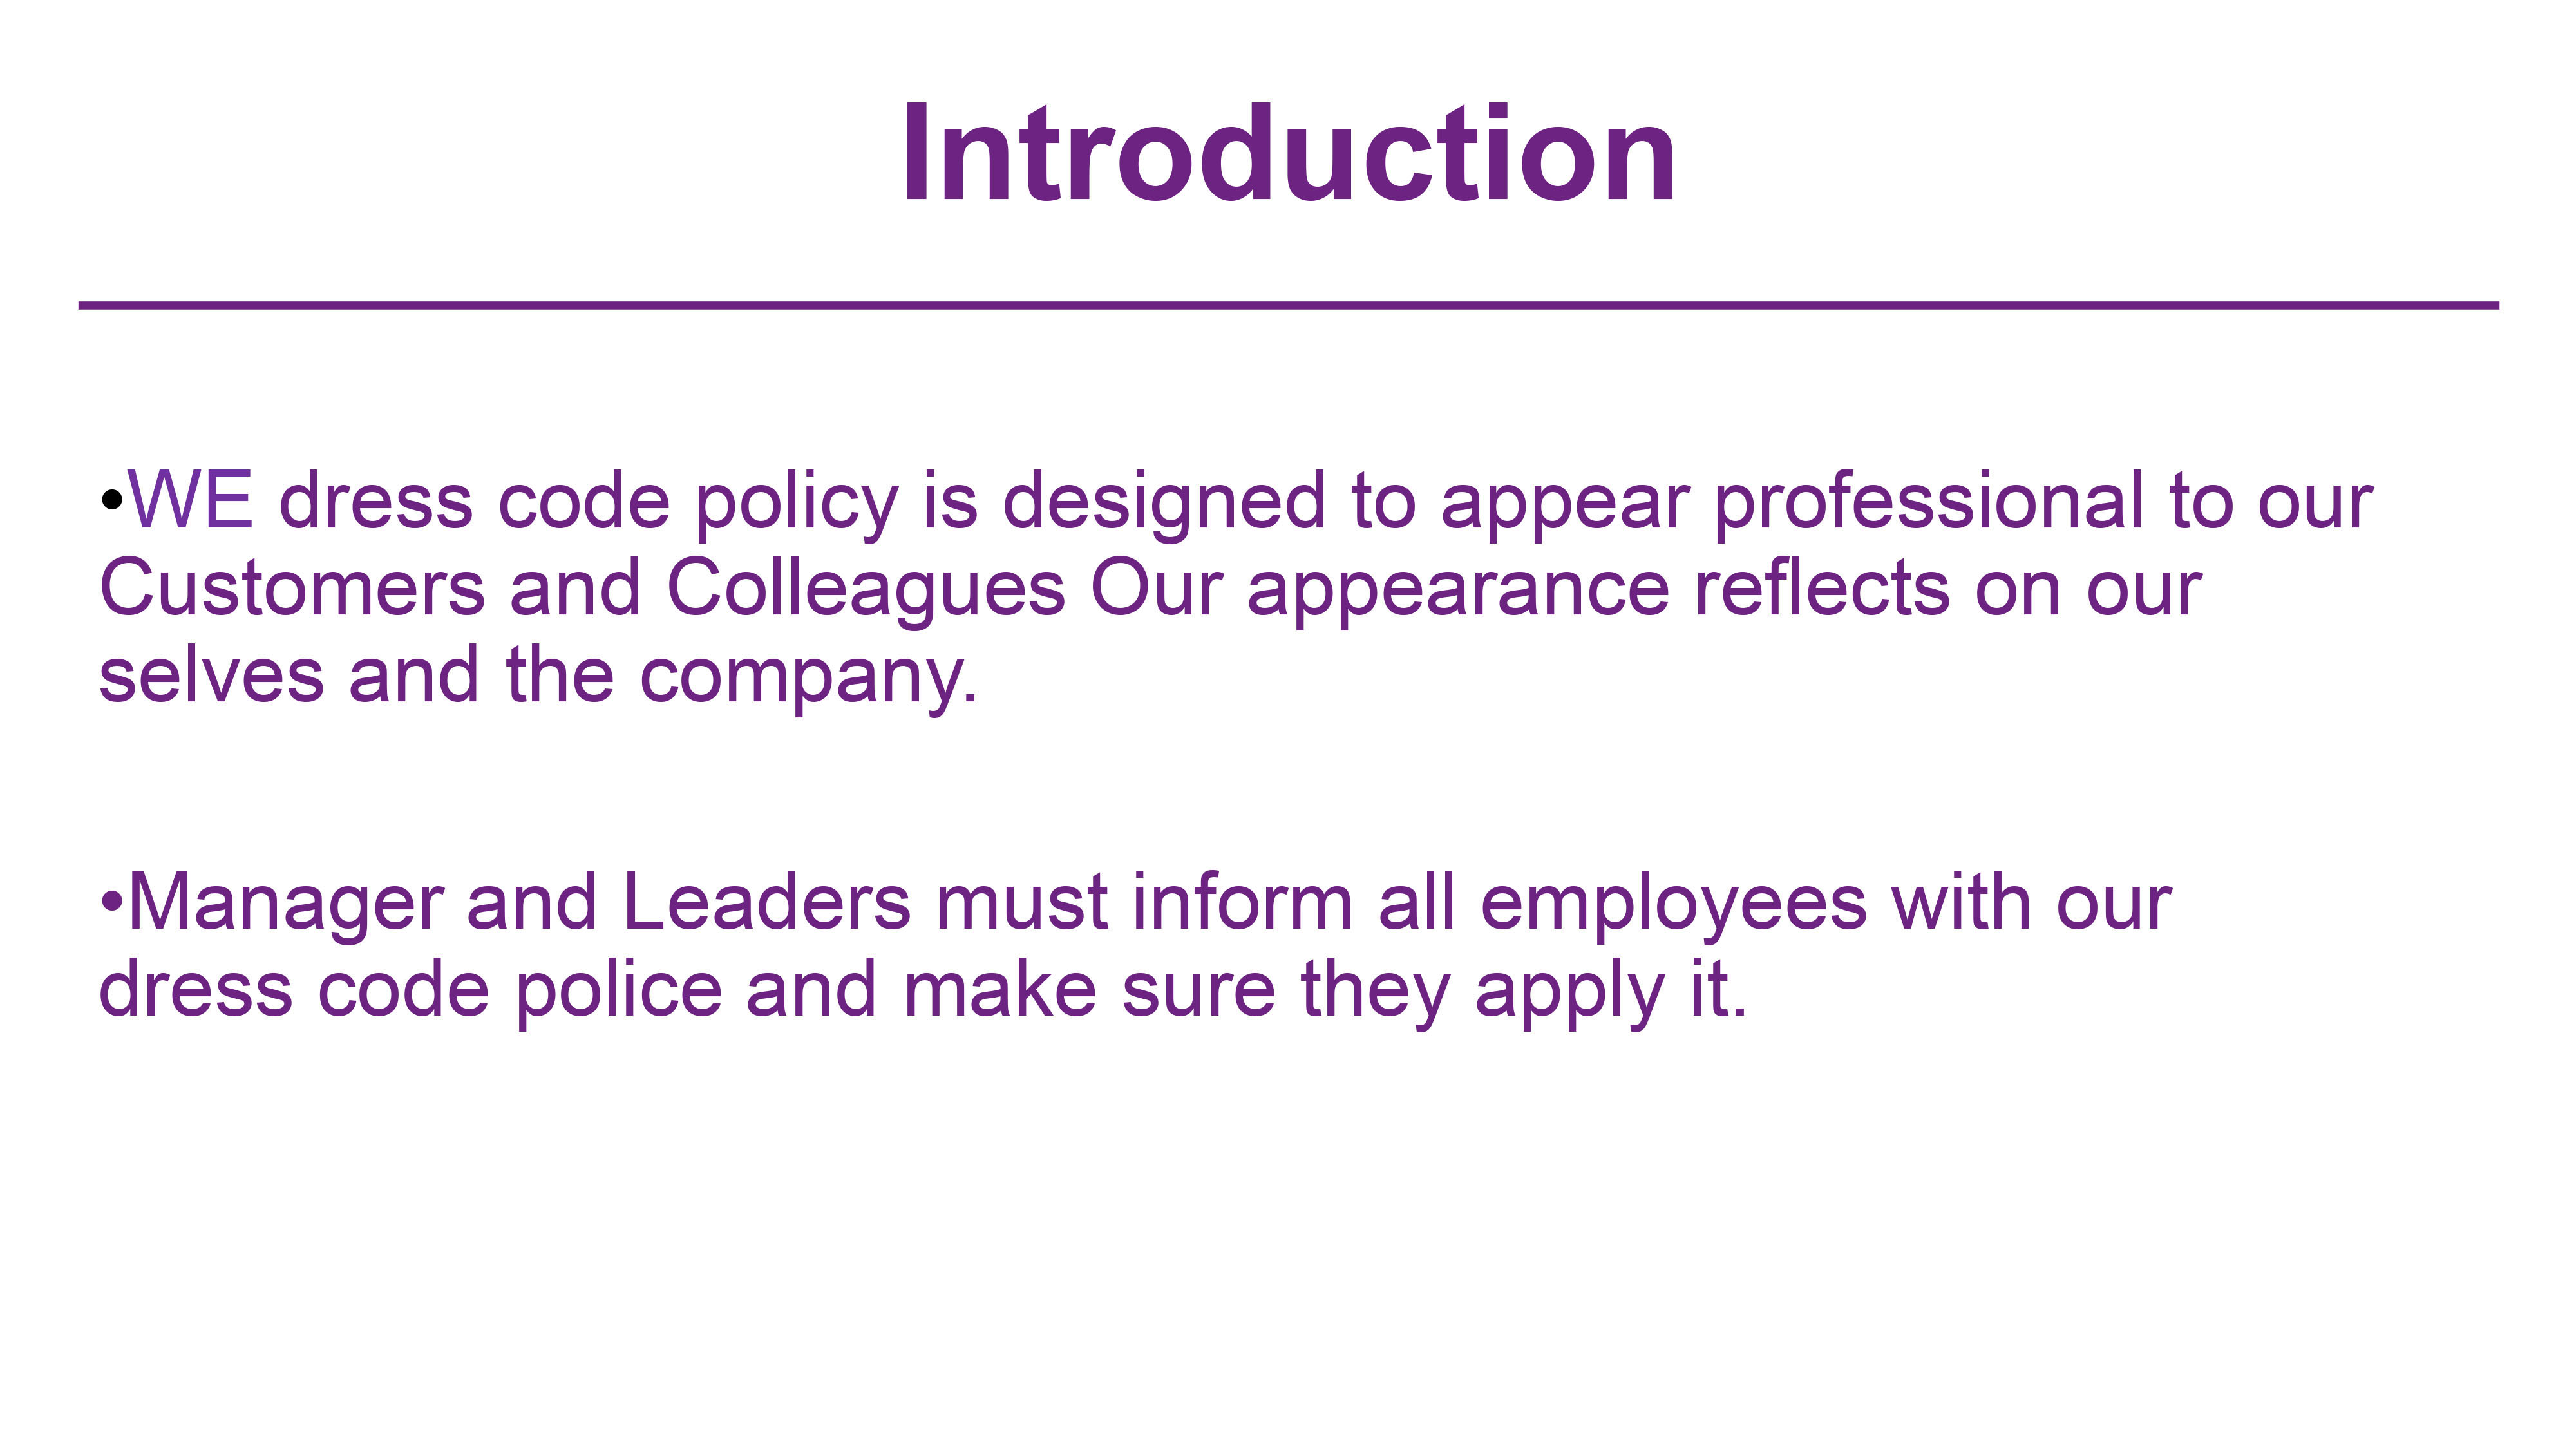 Introduction
•WE dress code policy is designed to appear professional to our
Customers and Colleagues Our appearance reflects on our
selves and the company.
•Manager and Leaders must inform all employees with our
dress code police and make sure they apply it.